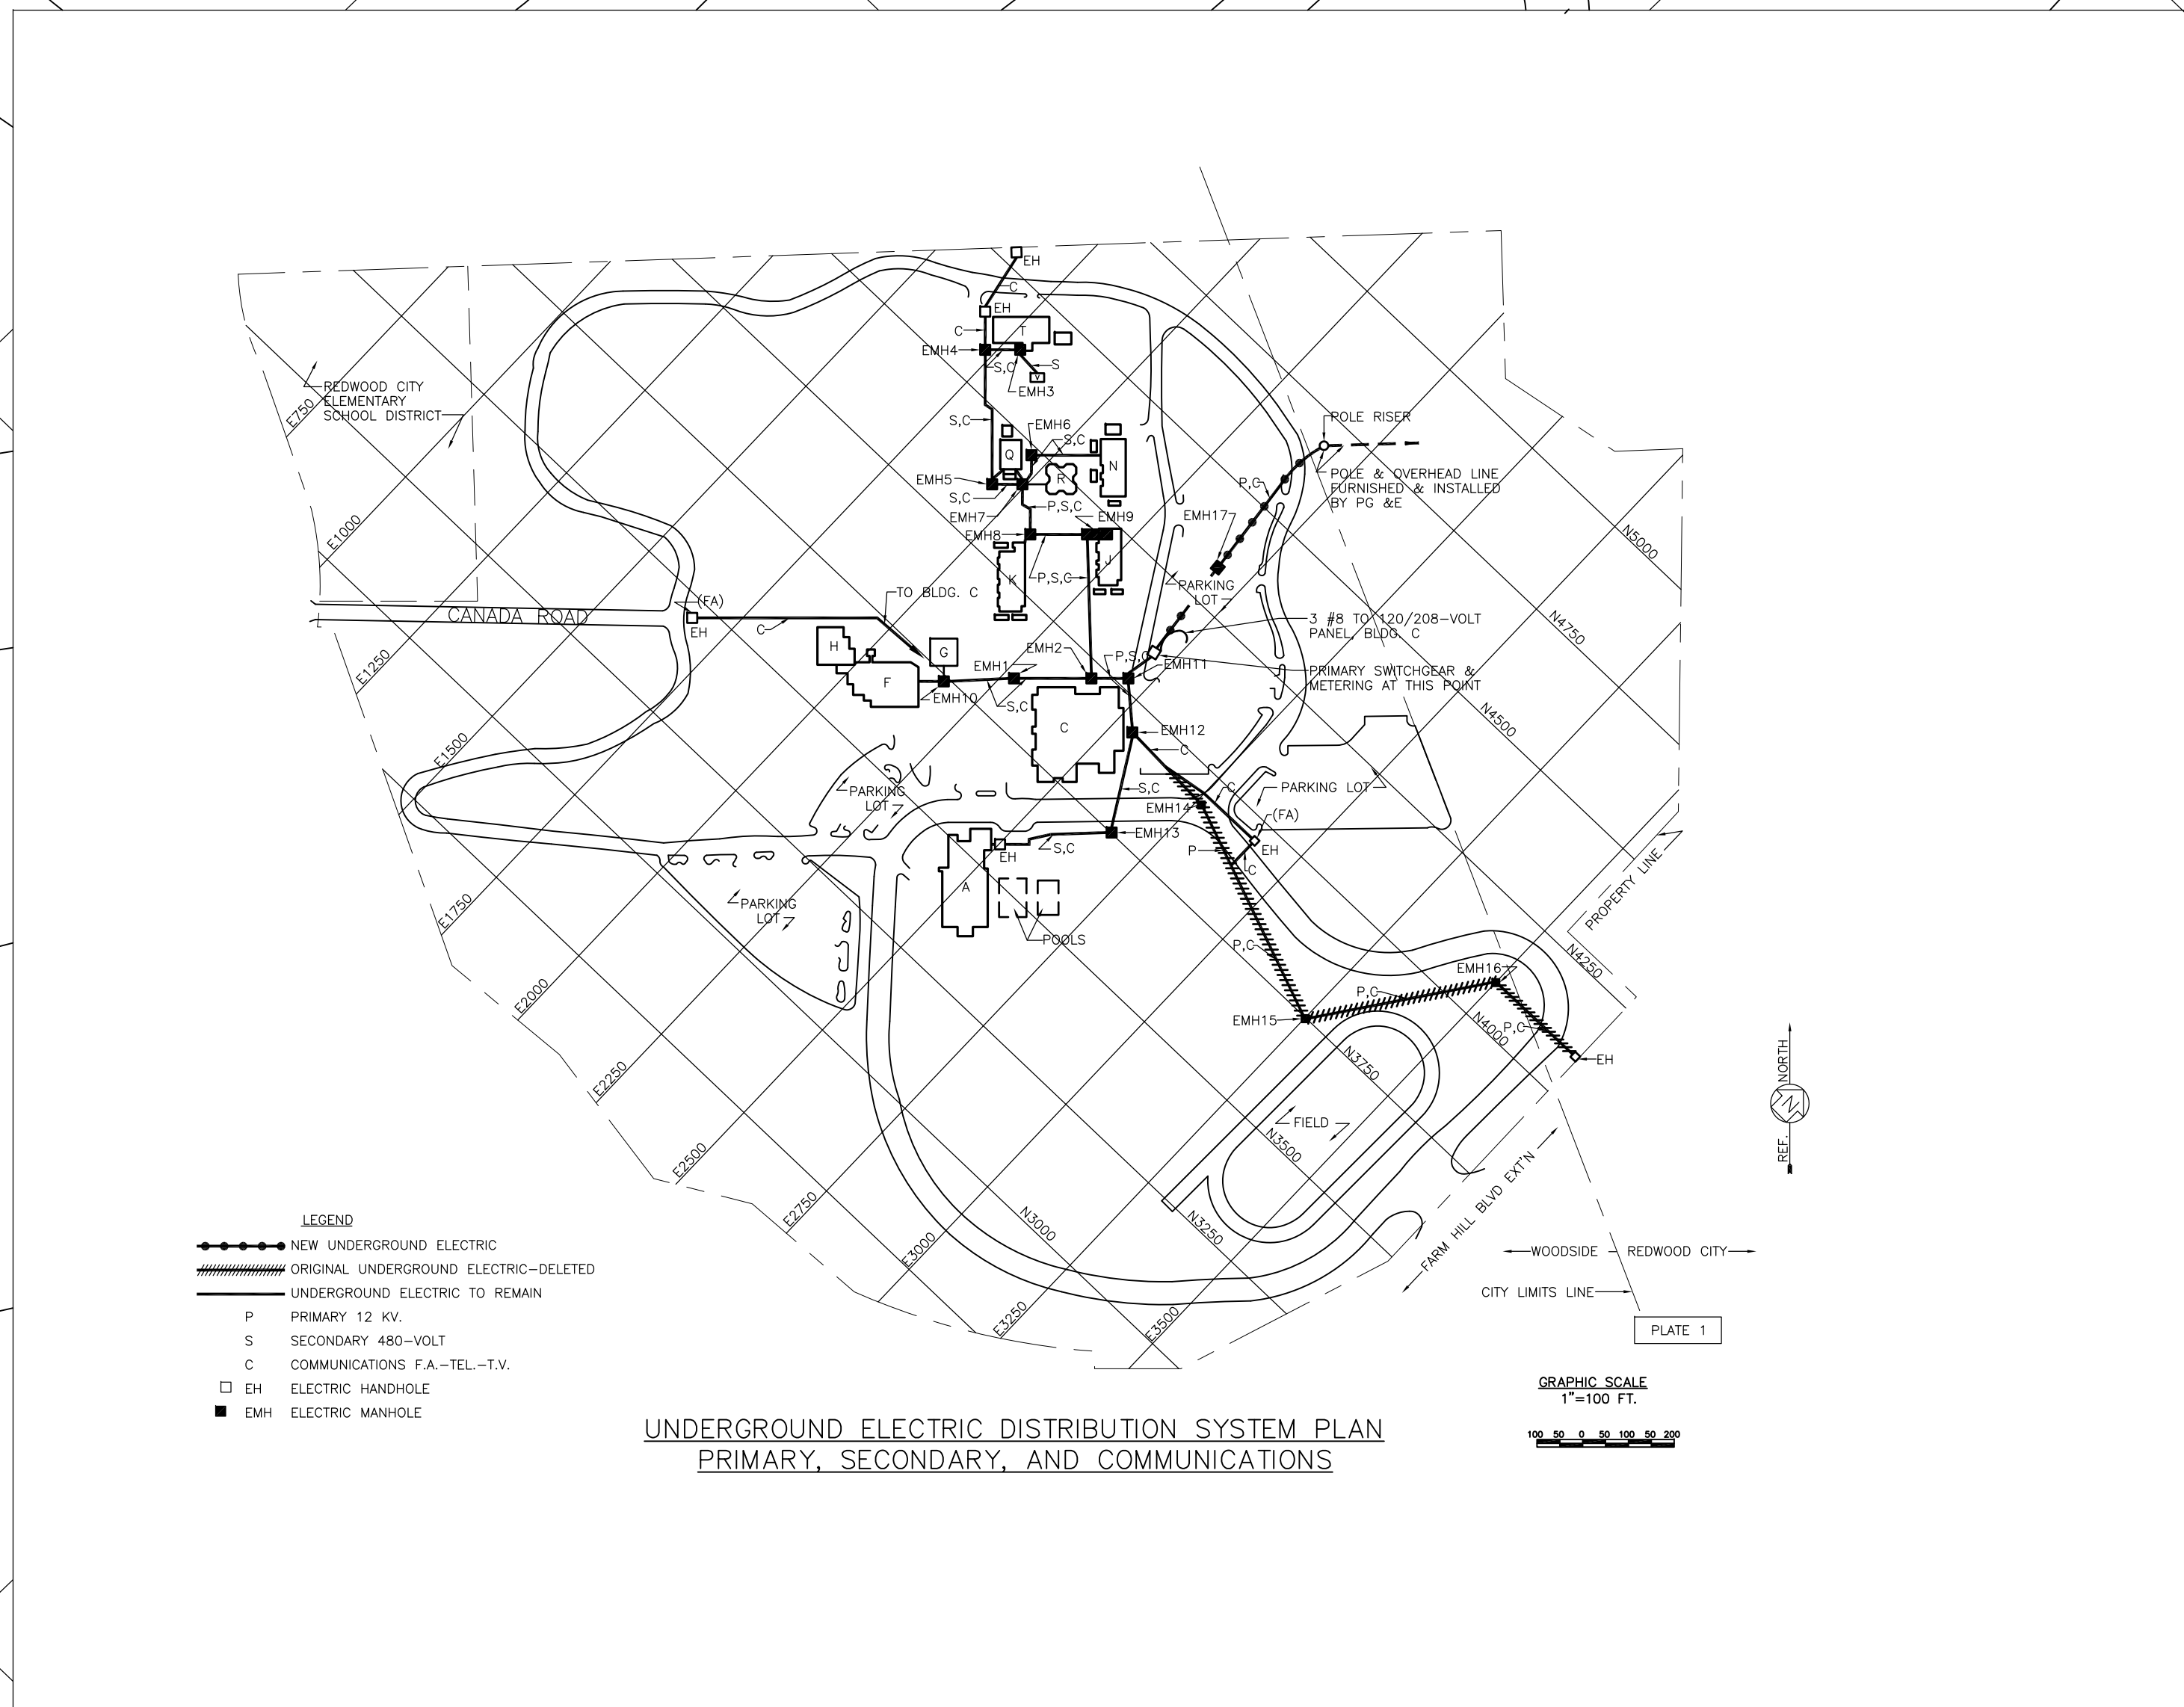 EH
C
EH
C
T
EMH4
S,C
S
V
EMH3
REDWOOD CITY
ELEMENTARY
SCHOOL DISTRICT
E750
S,C
EMH6
S,C
POLE RISER
Q
N
R
EMH5
S,C
P,C
POLE & OVERHEAD LINE
FURNISHED & INSTALLED
BY PG &E
EMH7
P,S,C
EMH9
EMH17
E1000
EMH8
N5000
K
J
P,S,C
PARKING
LOT
TO BLDG. C
(FA)
CANADA ROAD
EH
C
3 #8 TO 120/208-VOLT
PANEL, BLDG. C
N4750
H
G
EMH2
P,S,C
EMH1
EMH11
E1250
F
PRIMARY SWITCHGEAR &
METERING AT THIS POINT
EMH10
S,C
N4500
C
EMH12
C
E1500
PARKING
LOT
S,C
C
PARKING LOT
EMH14
(FA)
EMH13
S,C
P
EH
EH
C
A
PROPERTY LINE
E1750
PARKING
LOT
POOLS
P,C
N4250
EMH16
P,C
E2000
EMH15
N4000
P,C
EH
N3750
NORTH
E2250
REF.
FIELD
N3500
E2500
FARM HILL BLVD EXT'N
E2750
N3000
N3250
E3000
LEGEND
NEW UNDERGROUND ELECTRIC
WOODSIDE - REDWOOD CITY
ORIGINAL UNDERGROUND ELECTRIC-DELETED
UNDERGROUND ELECTRIC TO REMAIN
CITY LIMITS LINE
P PRIMARY 12 KV.
E3250
E3500
PLATE 1
S SECONDARY 480-VOLT
C COMMUNICATIONS F.A.-TEL.-T.V.
EH ELECTRIC HANDHOLE
EMH ELECTRIC MANHOLE
GRAPHIC SCALE
1"=100 FT.
100 50 0 50 100 50 200
UNDERGROUND ELECTRIC DISTRIBUTION SYSTEM PLAN
PRIMARY, SECONDARY, AND COMMUNICATIONS